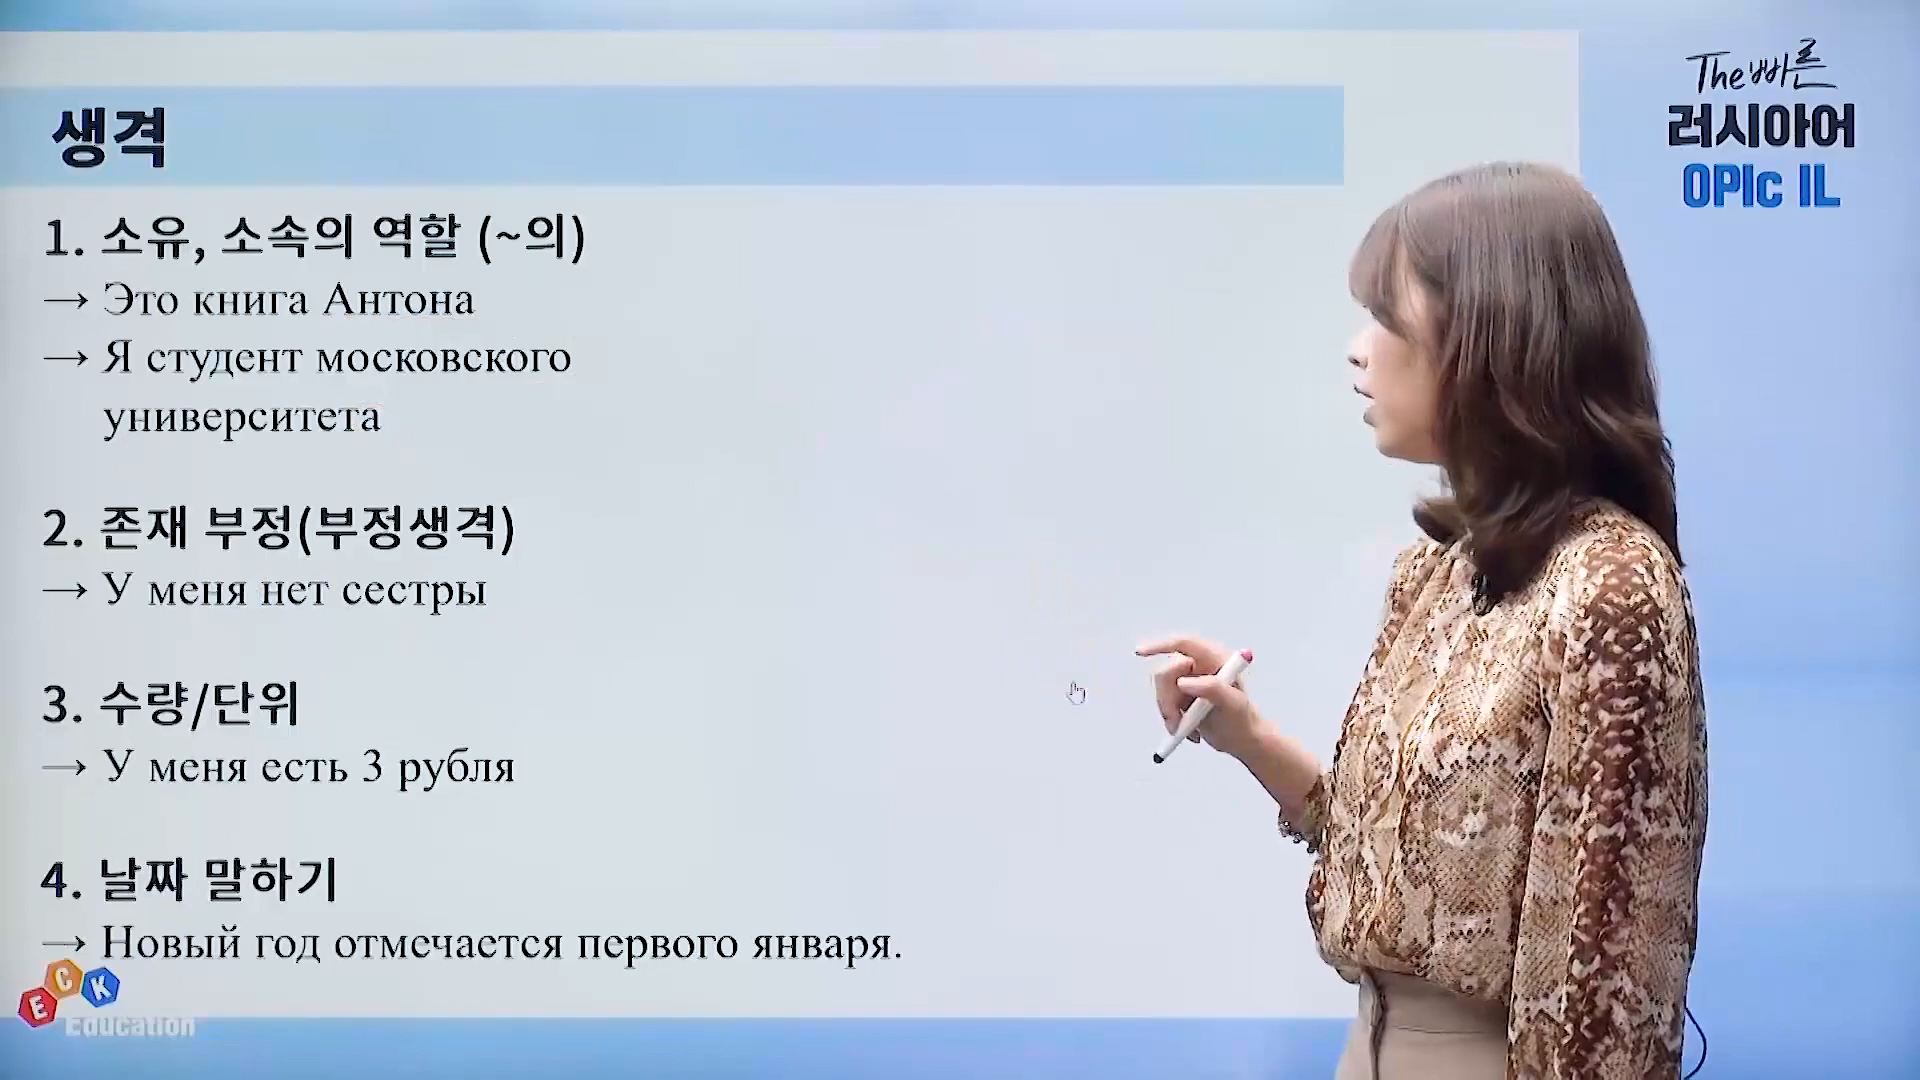 The 빠른
러시아어
OPIc IL
생격
1. 소유, 소속의 역할 (~의)
→ Это книга Антона
→ Я студент московского
университета
2. 존재 부정(부정생격)
→ У меня нет сестры
3. 수량/단위
→ У меня есть 3 рубля
4. 날짜 말하기
→ Новый год отмечается первого января.
ECK
Education